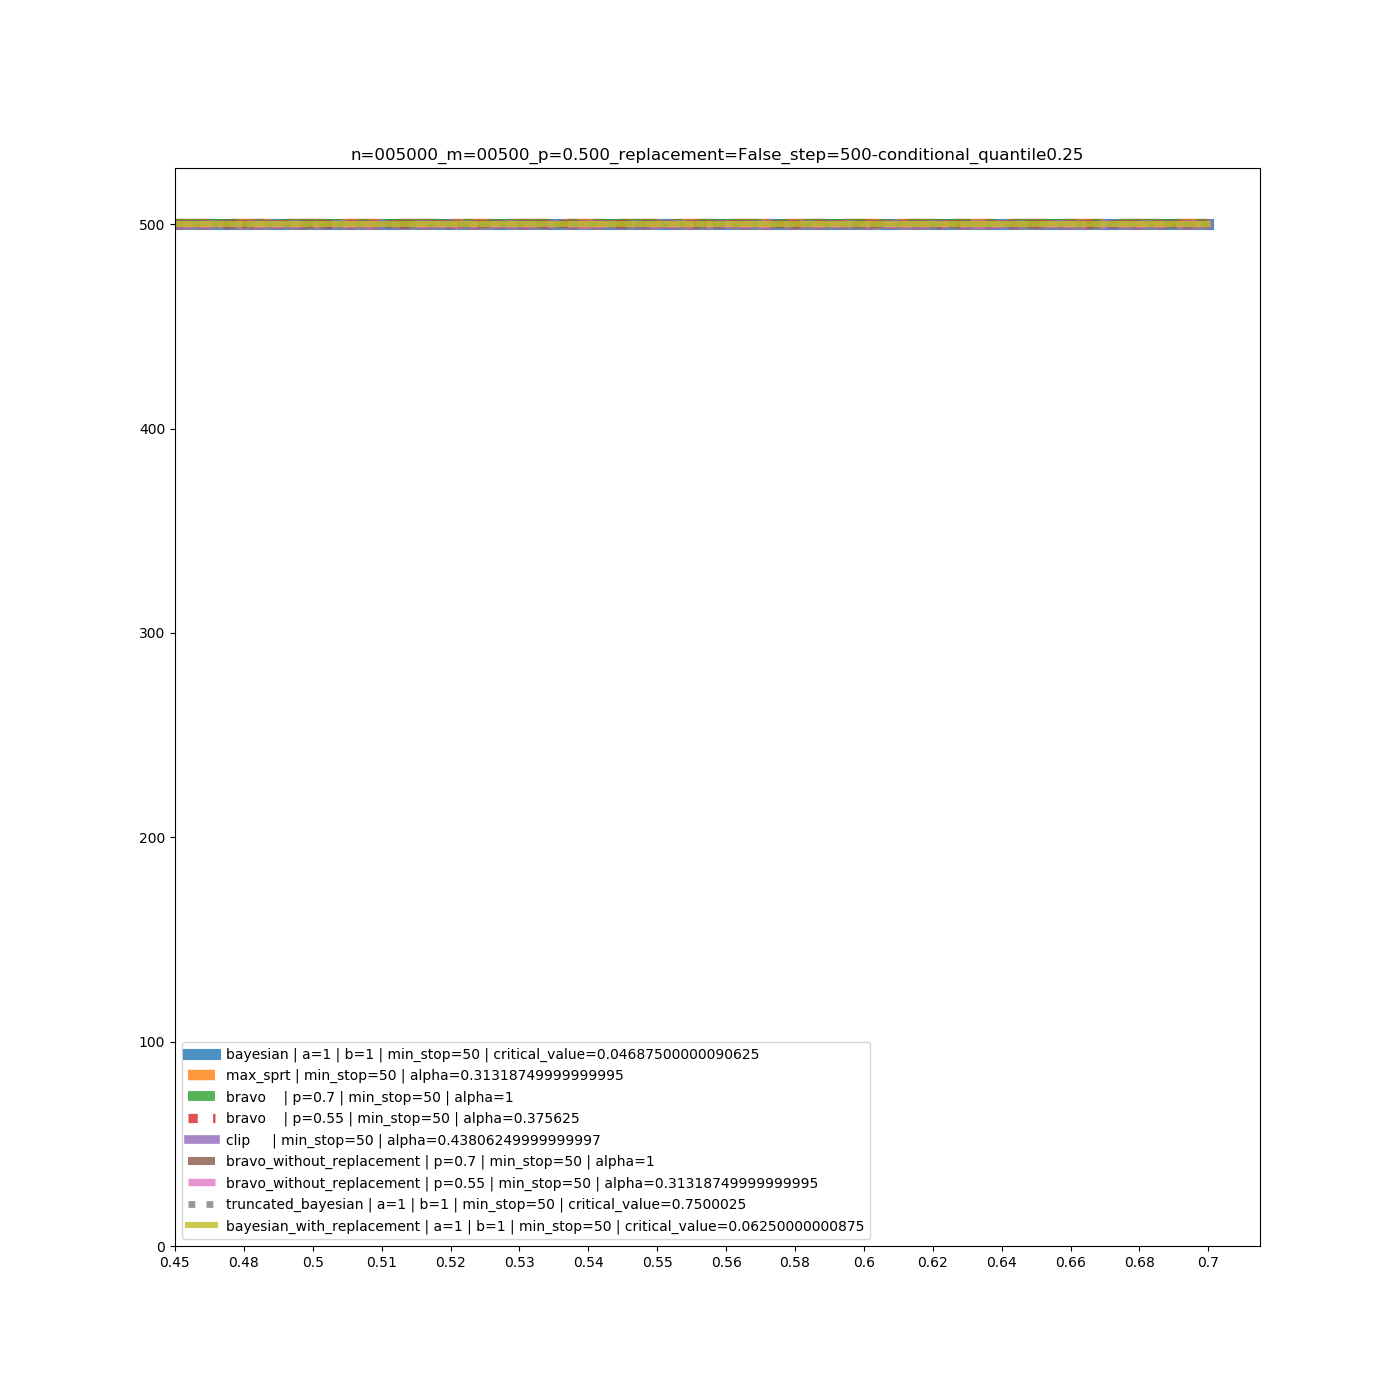 n=005000_m=00500_p=0.500_replacement=False_step=500-conditional_quantile0.25
500
400
300
200
100
0
bayesian | a=1 | b=1 | min_stop=50 | critical_value=0.04687500000090625
max_sprt | min_stop=50 | alpha=0.31318749999999995
bravo | p=0.7 | min_stop=50 | alpha=1
bravo | p=0.55 | min_stop=50 | alpha=0.375625
clip | min_stop=50 | alpha=0.43806249999999997
bravo_without_replacement | p=0.7 | min_stop=50 | alpha=1
bravo_without_replacement | p=0.55 | min_stop=50 | alpha=0.31318749999999995
truncated_bayesian | a=1 | b=1 | min_stop=50 | critical_value=0.7500025
bayesian_with_replacement | a=1 | b=1 | min_stop=50 | critical_value=0.06250000000875
0.45 0.48 0.5 0.51 0.52 0.53 0.54 0.55 0.56 0.58 0.6 0.62 0.64 0.66 0.68 0.7